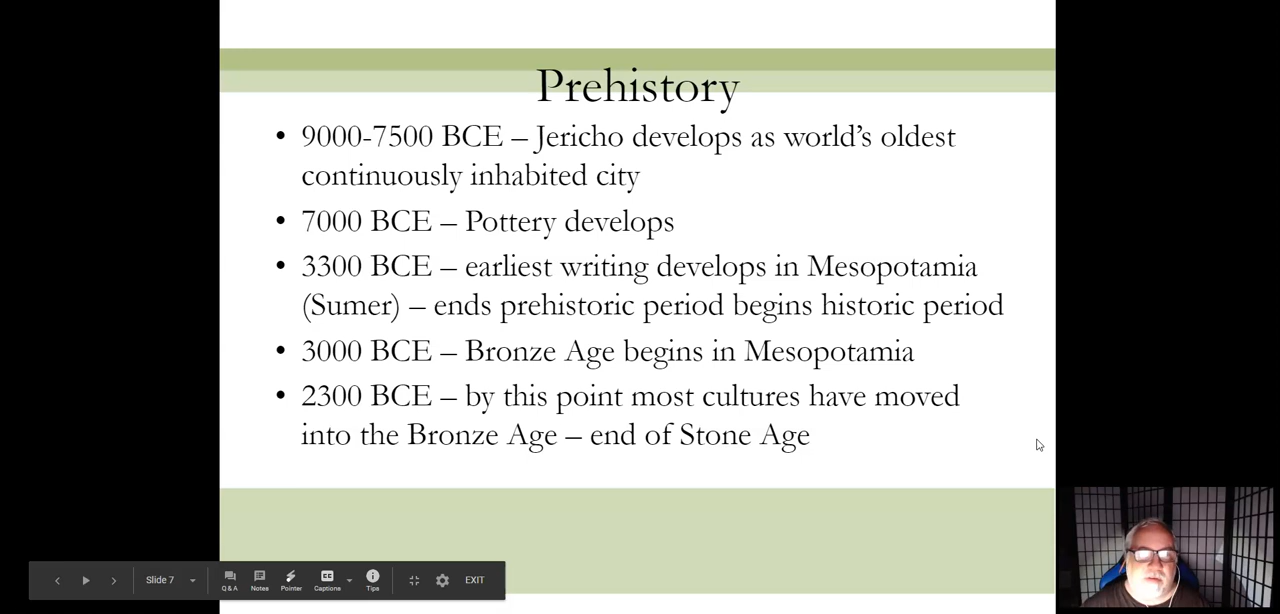 Prehistory
• 9000-7500 BCE – Jericho develops as world’s oldest
continuously inhabited city
• 7000 BCE – Pottery develops
• 3300 BCE – earliest writing develops in Mesopotamia
(Sumer) – ends prehistoric period begins historic period
• 3000 BCE – Bronze Age begins in Mesopotamia
• 2300 BCE – by this point most cultures have moved
into the Bronze Age – end of Stone Age
Slide 7
Q&A
Notes
Pointer
CC
Captions
Tips
EXIT